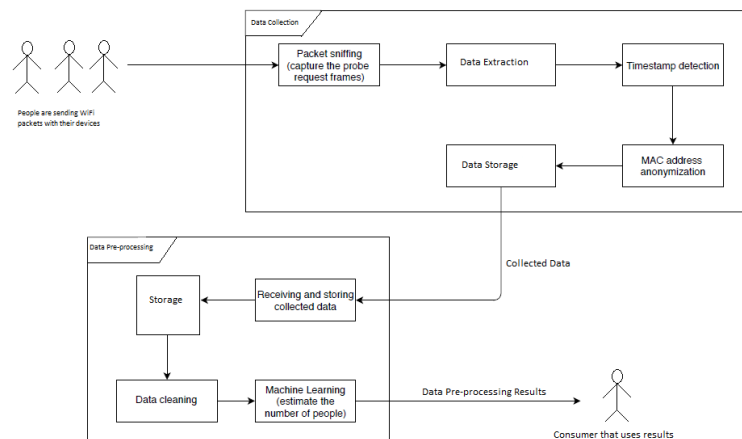 Data Collection
Packet sniffing
(capture the probe
request frames)
Data Extraction
Timestamp detection
People are sending WiFi
packets with their devices
Data Storage
MAC address
anonymization
Data Pre-processing
Collected Data
Storage
Receiving and storing
collected data
Data cleaning
Machine Learning
(estimate the
number of people)
Data Pre-processing Results
Consumer that uses results